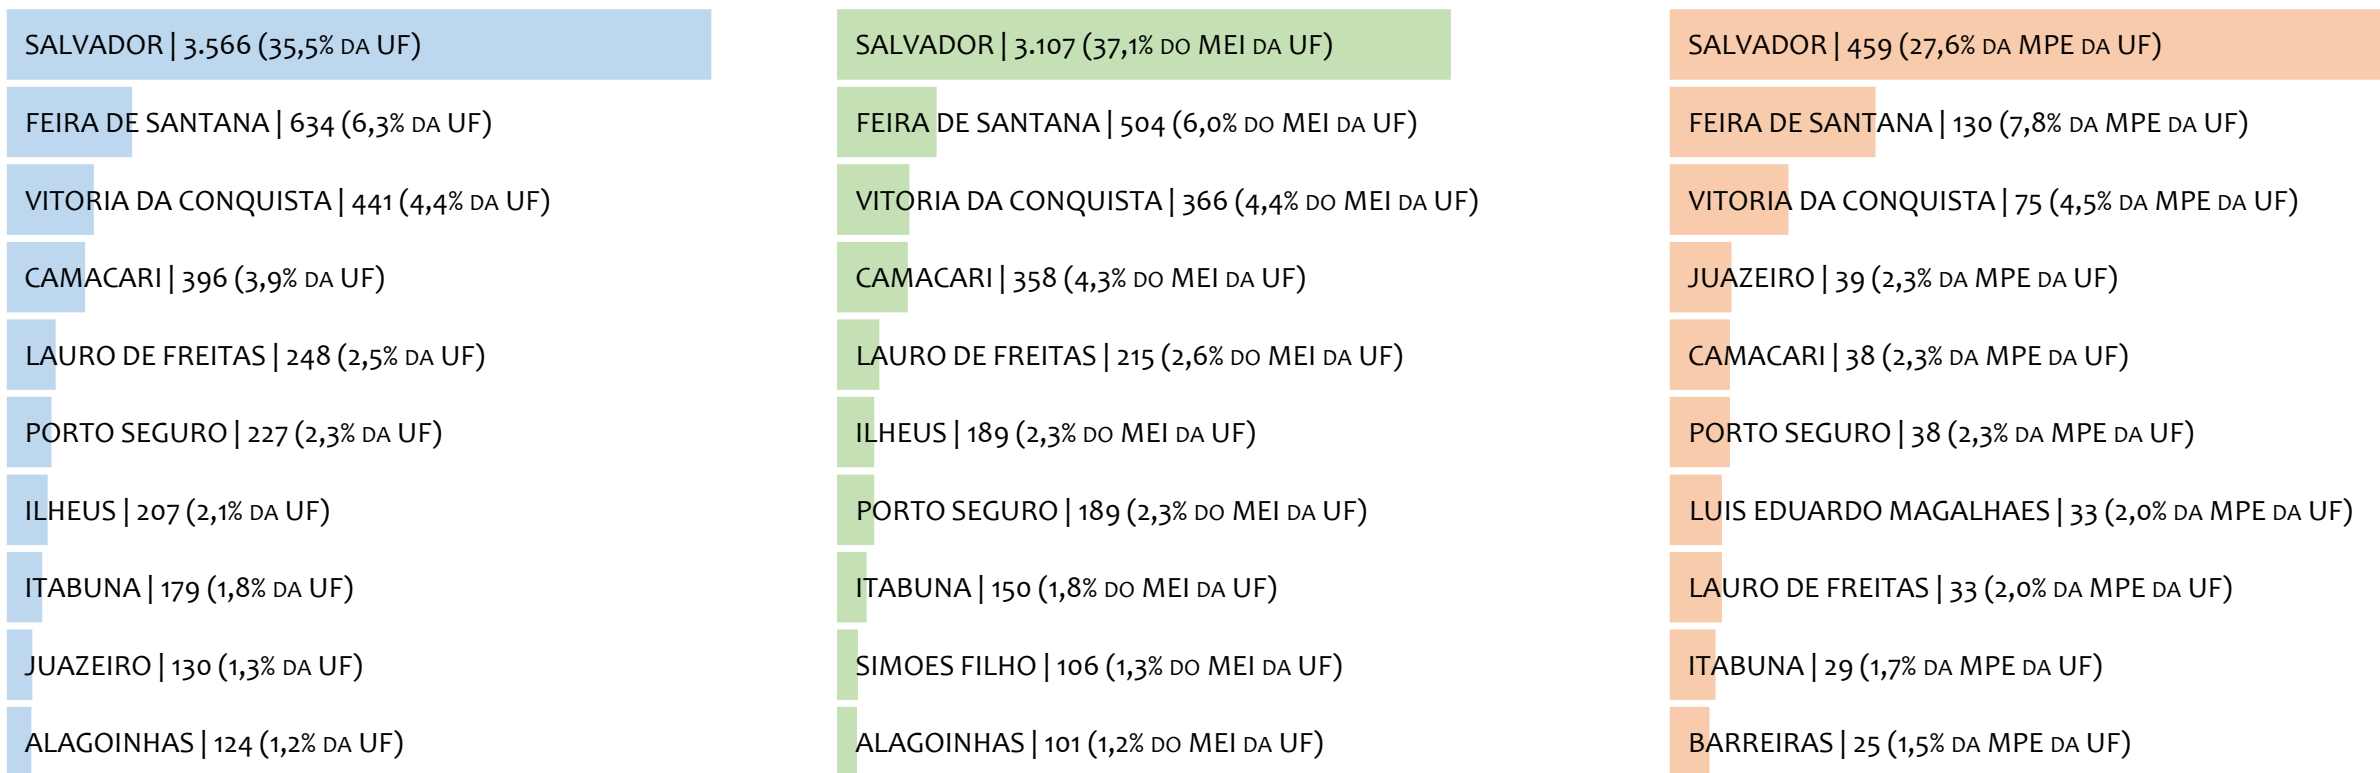 SALVADOR | 3.566 (35,5% DA UF)
FEIRA DE SANTANA | 634 (6,3% DA UF)
VITORIA DA CONQUISTA | 441 (4,4% DA UF)
CAMACARI | 396 (3,9% DA UF)
LAURO DE FREITAS | 248 (2,5% DA UF)
PORTO SEGURO | 227 (2,3% DA UF)
ILHEUS | 207 (2,1% DA UF)
ITABUNA | 179 (1,8% DA UF)
JUAZEIRO | 130 (1,3% DA UF)
ALAGOINHAS | 124 (1,2% DA UF)
SALVADOR | 3.107 (37,1% DO MEI DA UF)
FEIRA DE SANTANA | 504 (6,0% DO MEI DA UF)
VITORIA DA CONQUISTA | 366 (4,4% DO MEI DA UF)
CAMACARI | 358 (4,3% DO MEI DA UF)
LAURO DE FREITAS | 215 (2,6% DO MEI DA UF)
ILHEUS | 189 (2,3% DO MEI DA UF)
PORTO SEGURO | 189 (2,3% DO MEI DA UF)
ITABUNA | 150 (1,8% DO MEI DA UF)
SIMOES FILHO | 106 (1,3% DO MEI DA UF)
ALAGOINHAS | 101 (1,2% DO MEI DA UF)
SALVADOR | 459 (27,6% DA MPE DA UF)
FEIRA DE SANTANA | 130 (7,8% DA MPE DA UF)
VITORIA DA CONQUISTA | 75 (4,5% DA MPE DA UF)
JUAZEIRO | 39 (2,3% DA MPE DA UF)
CAMACARI | 38 (2,3% DA MPE DA UF)
PORTO SEGURO | 38 (2,3% DA MPE DA UF)
LUIS EDUARDO MAGALHAES | 33 (2,0% DA MPE DA UF)
LAURO DE FREITAS | 33 (2,0% DA MPE DA UF)
ITABUNA | 29 (1,7% DA MPE DA UF)
BARREIRAS | 25 (1,5% DA MPE DA UF)